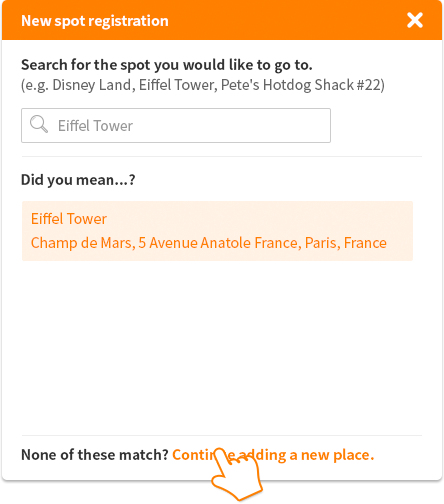 New spot registration
Search for the spot you would like to go to.
(e.g. Disney Land, Eiffel Tower, Pete's Hotdog Shack #22)
Eiffel Tower
Did you mean...?
Eiffel Tower
Champ de Mars, 5 Avenue Anatole France, Paris, France
None of these match? Continue adding a new place.